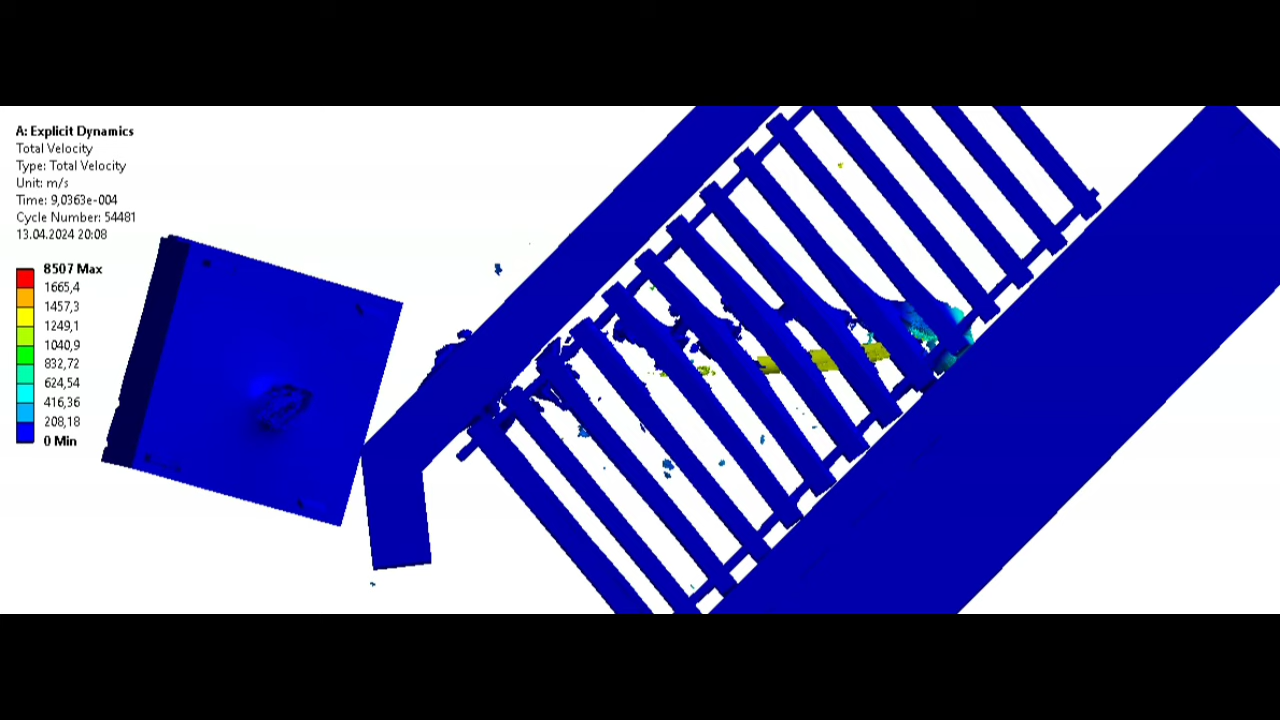 A: Explicit Dynamics
Total Velocity
Type: Total Velocity
Unit: m/s
Time: 9,0363e-004
Cycle Number: 54481
13.04.2024 20:08
8507 Max
1665,4
1457,3
1249,1
1040,9
832,72
624,54
416,36
208,18
0 Min